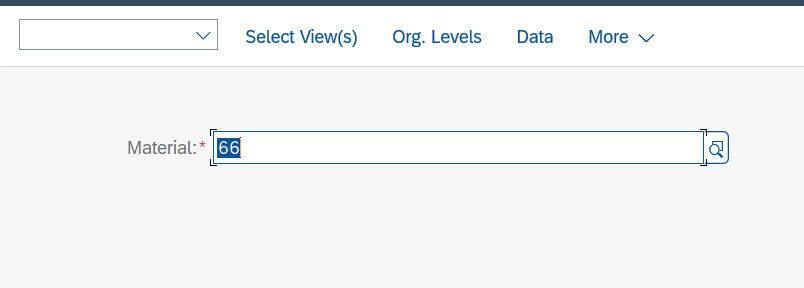 Select View(s) Org. Levels Data More
Material:* 66